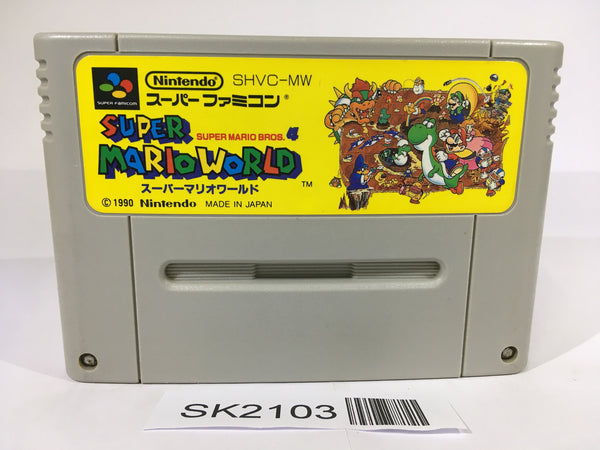 SUPER FAMICOM
Nintendo SHVC-MW
スーパーファミコン®
SUPER MARIO BROS. 4
SUPER
MARIO WORLD
スーパーマリオワールド TM
© 1990 Nintendo MADE IN JAPAN
SK2103